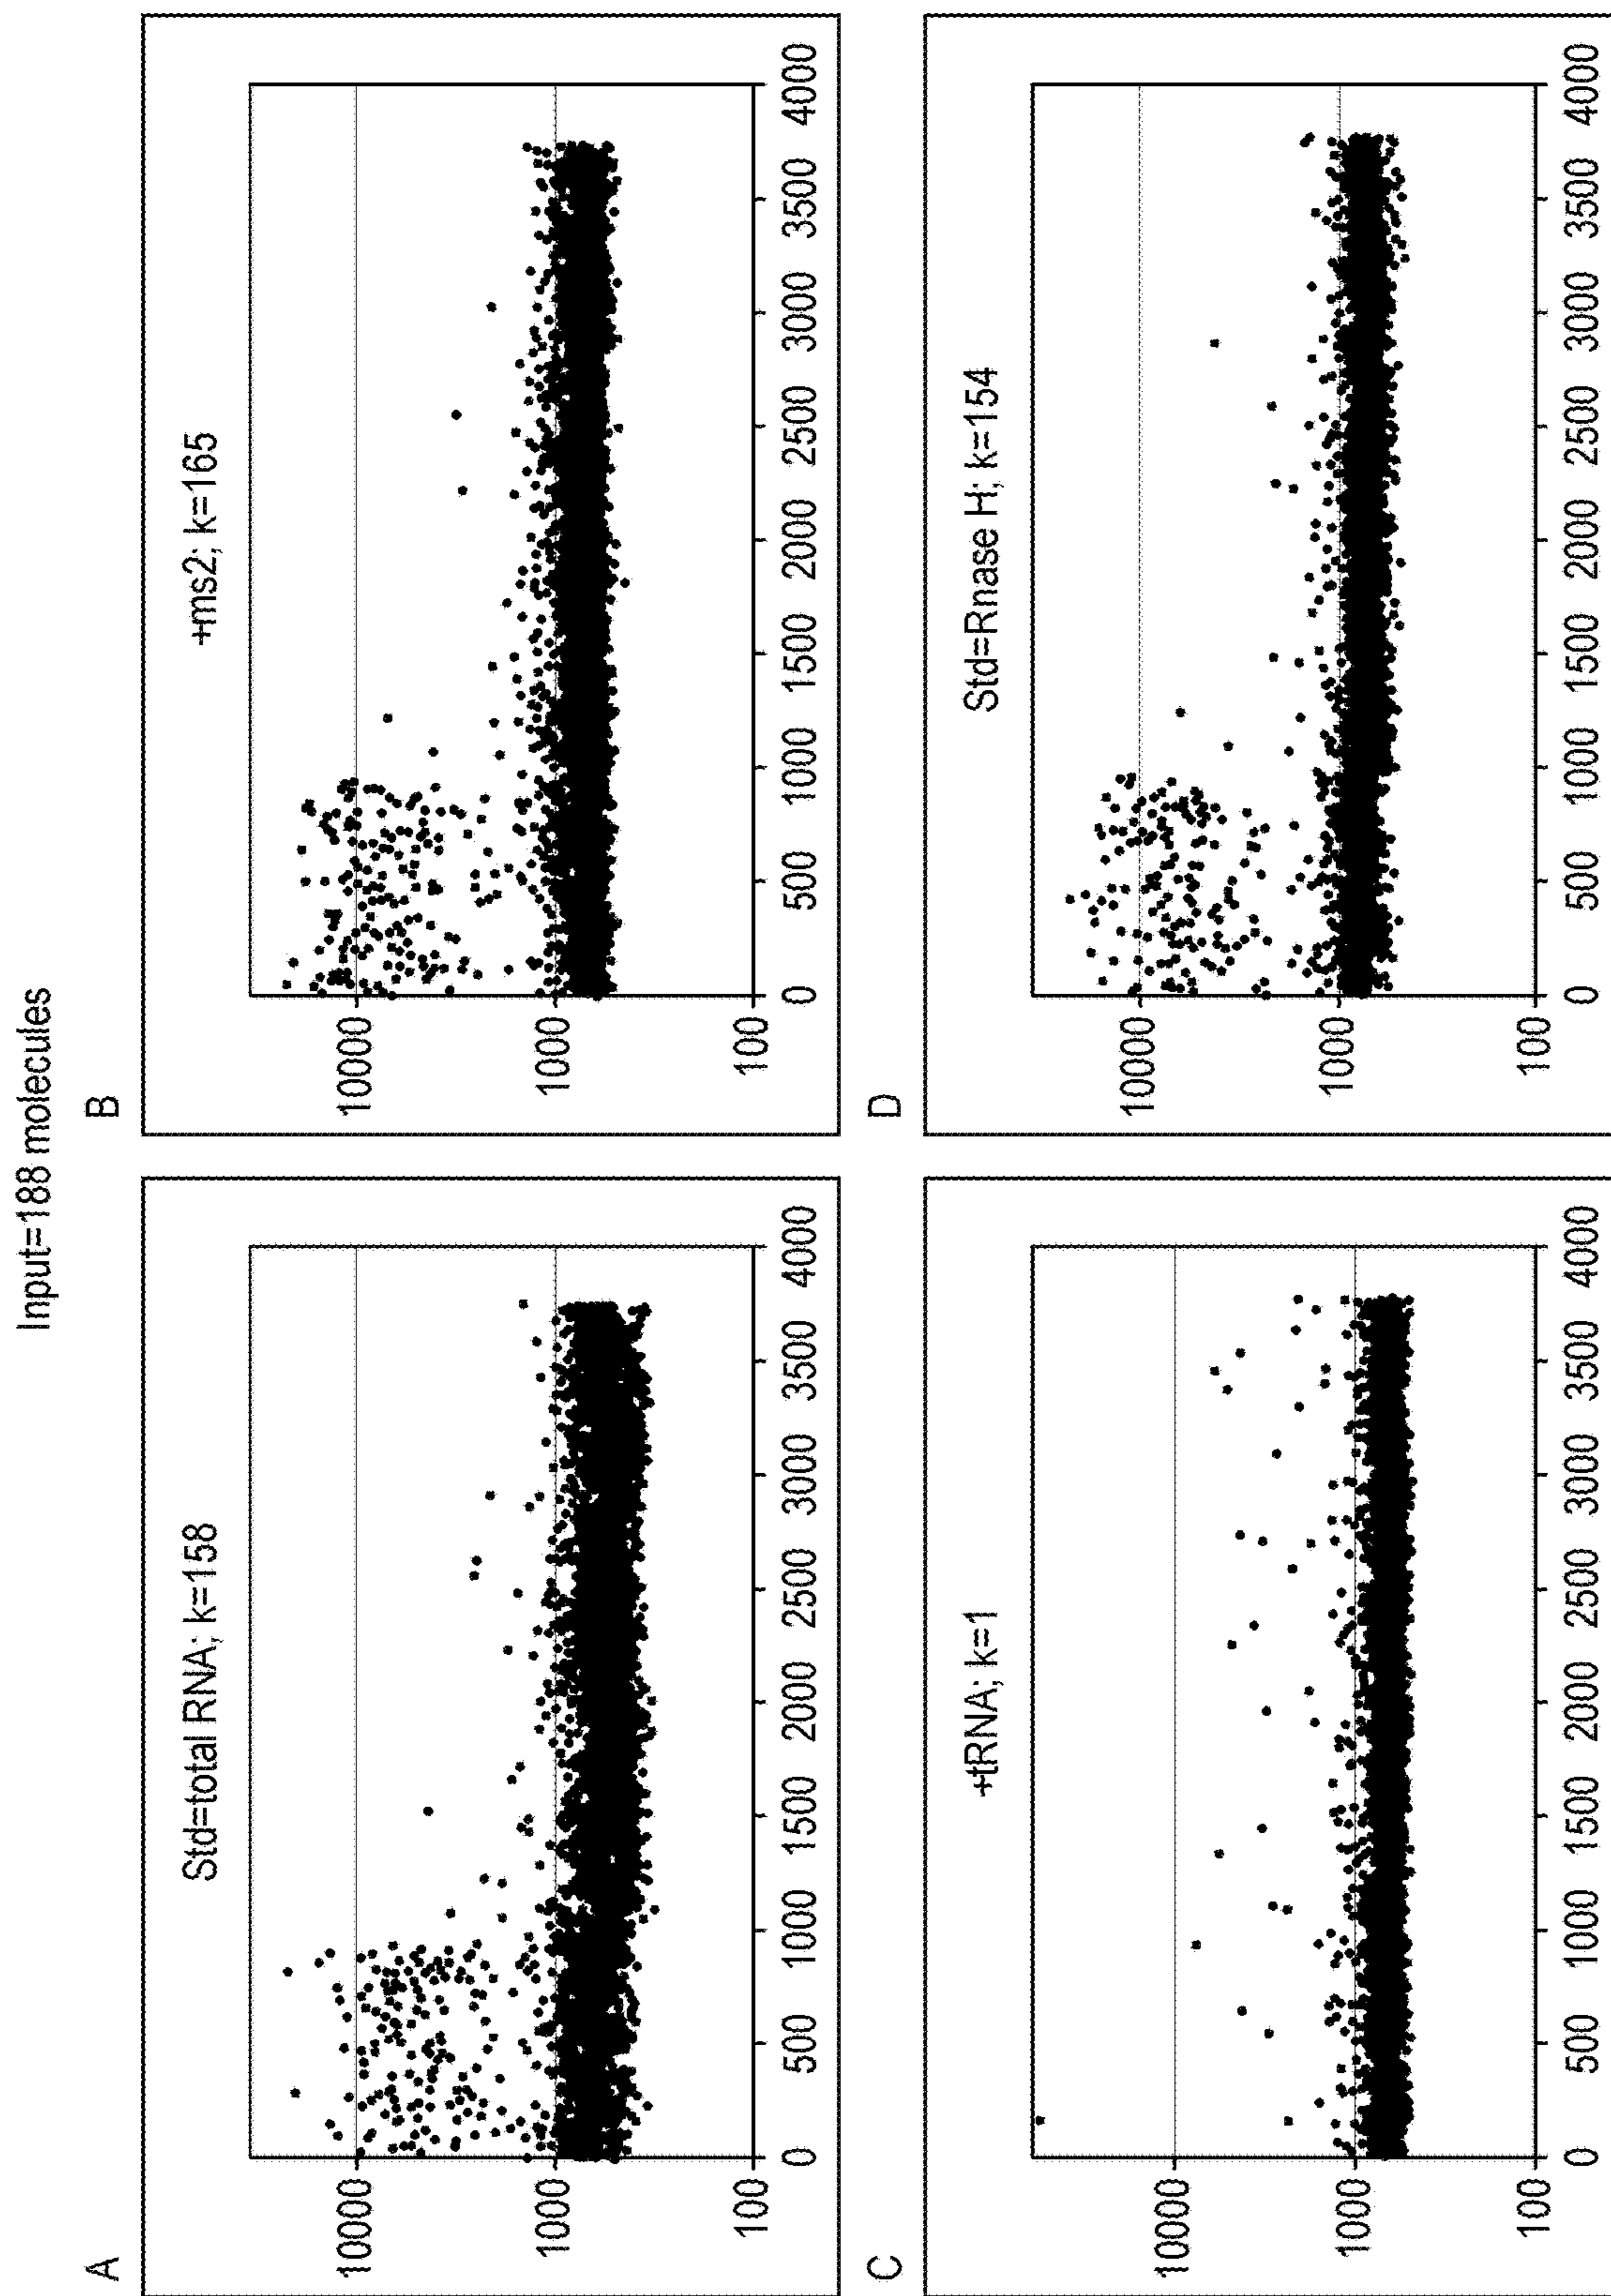 Input=188 molecules
A
Std=total RNA; k=158
10000
1000
100
0 500 1000 1500 2000 2500 3000 3500 4000
B
+ms2; k=165
10000
1000
100
0 500 1000 1500 2000 2500 3000 3500 4000
C
+tRNA; k=1
10000
1000
100
0 500 1000 1500 2000 2500 3000 3500 4000
D
Std=Rnase H; k=154
10000
1000
100
0 500 1000 1500 2000 2500 3000 3500 4000